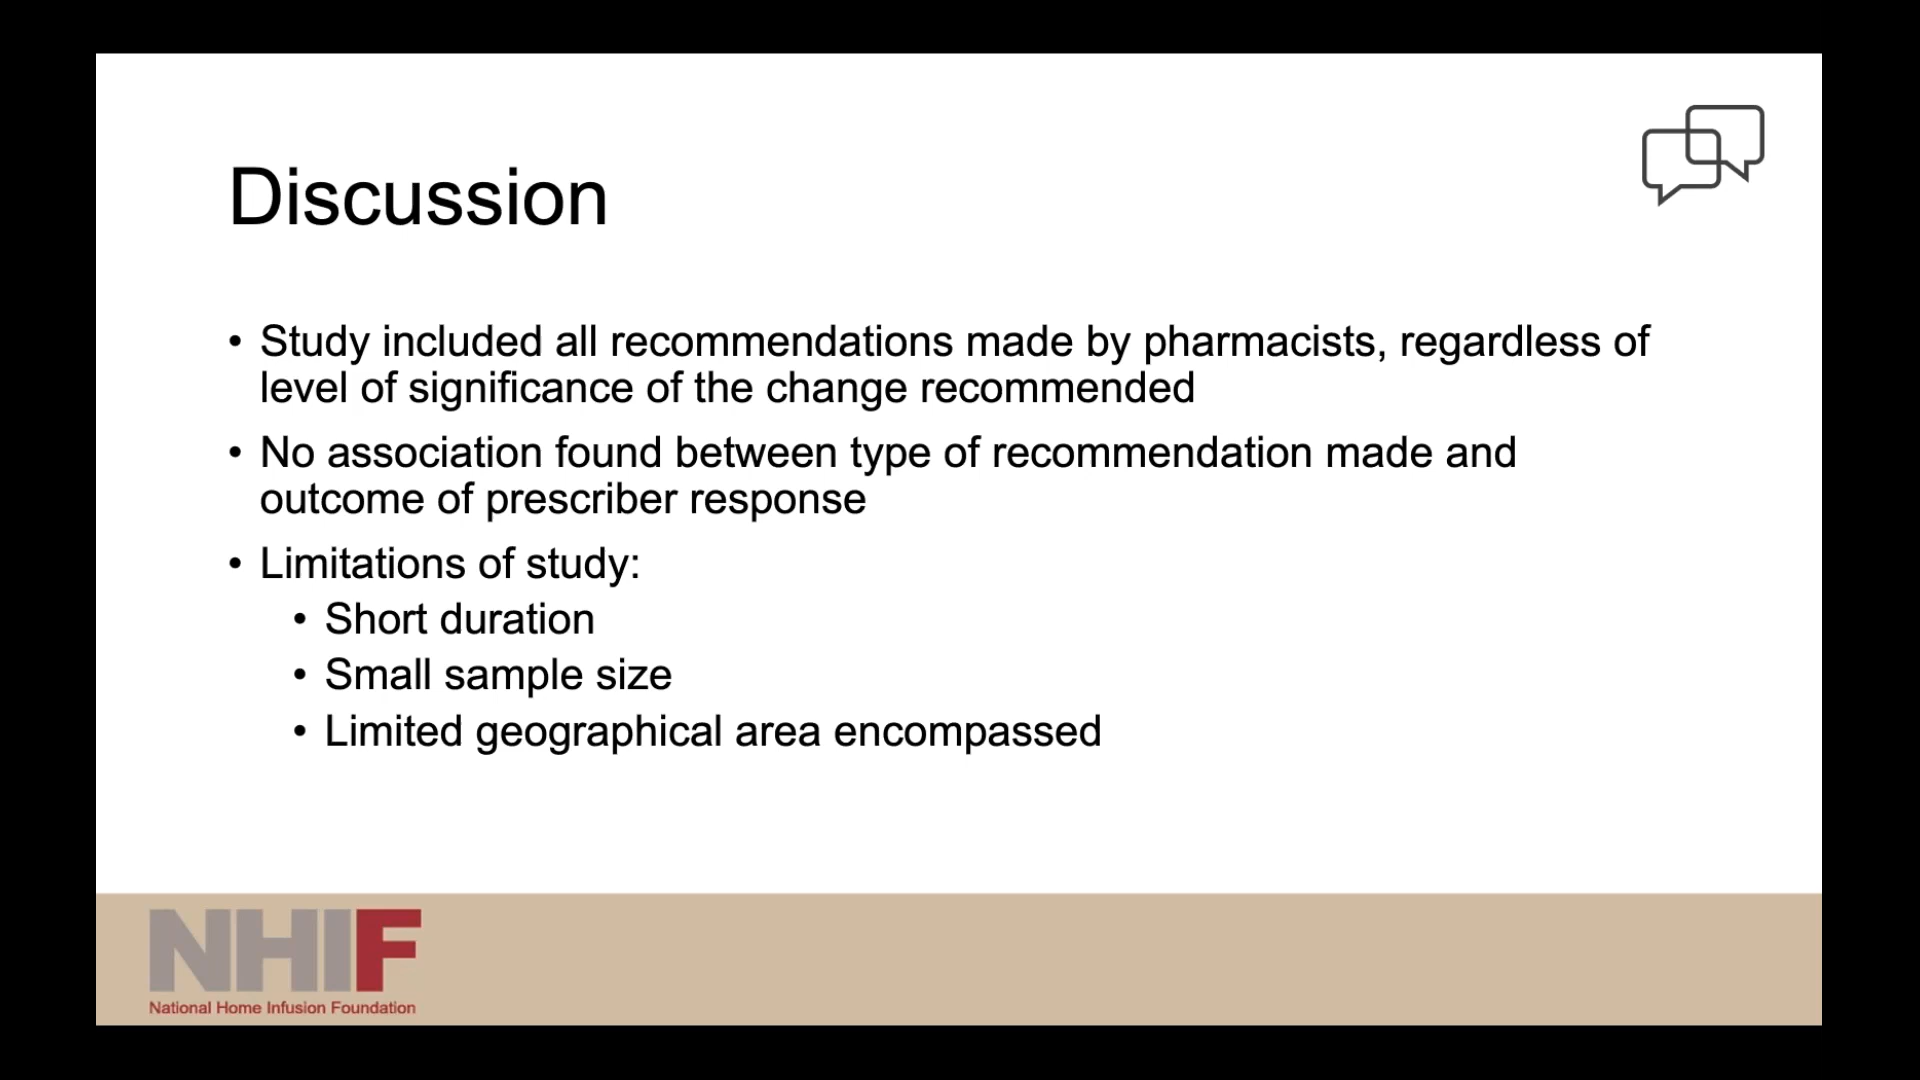 Discussion
• Study included all recommendations made by pharmacists, regardless of
level of significance of the change recommended
• No association found between type of recommendation made and
outcome of prescriber response
• Limitations of study:
• Short duration
• Small sample size
• Limited geographical area encompassed
NHIF
National Home Infusion Foundation